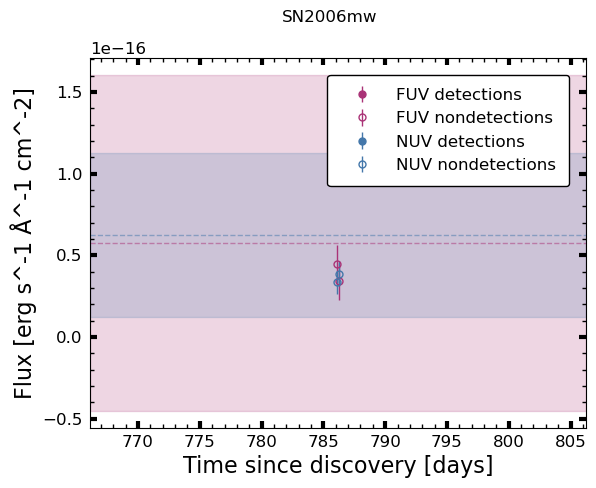 SN2006mw
1e−16
1.5
1.0
0.5
0.0
−0.5
Flux [erg s^-1 Å^-1 cm^-2]
FUV detections
FUV nondetections
NUV detections
NUV nondetections
770 775 780 785 790 795 800 805
Time since discovery [days]